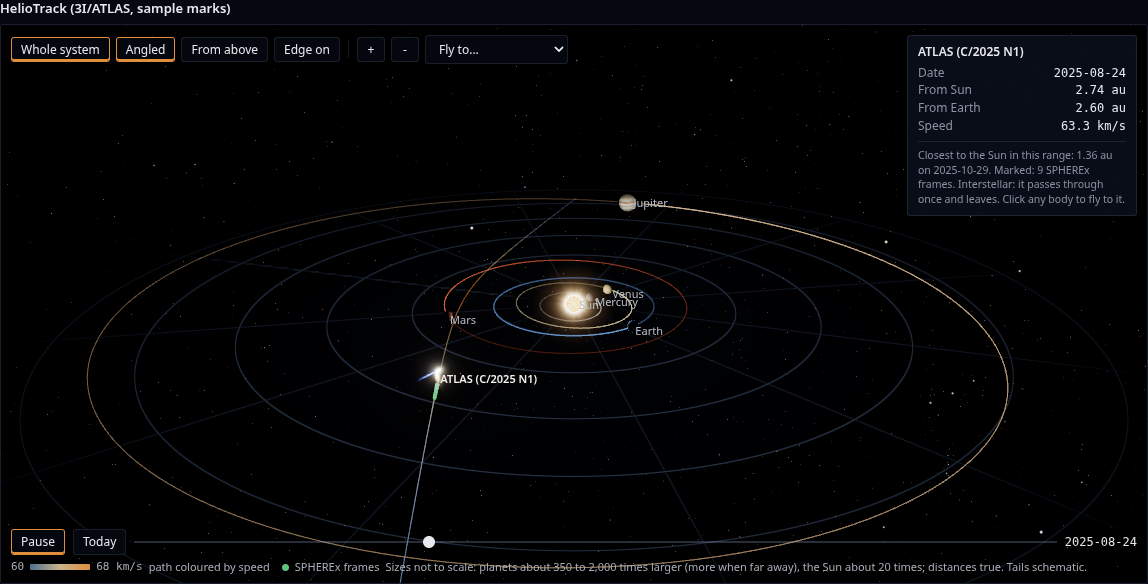 HelioTrack (3I/ATLAS, sample marks)
Whole system Angled From above Edge on + - Fly to...
ATLAS (C/2025 N1)
Date 2025-08-24
From Sun 2.74 au
From Earth 2.60 au
Speed 63.3 km/s
Closest to the Sun in this range: 1.36 au
on 2025-10-29. Marked: 9 SPHEREx
frames. Interstellar: it passes through
once and leaves. Click any body to fly to it.
Jupiter
Venus
Sun Mercury
Mars
Earth
ATLAS (C/2025 N1)
Pause Today 2025-08-24
60 68 km/s path coloured by speed SPHEREx frames Sizes not to scale: planets about 350 to 2,000 times larger (more when far away), the Sun about 20 times; distances true. Tails schematic.